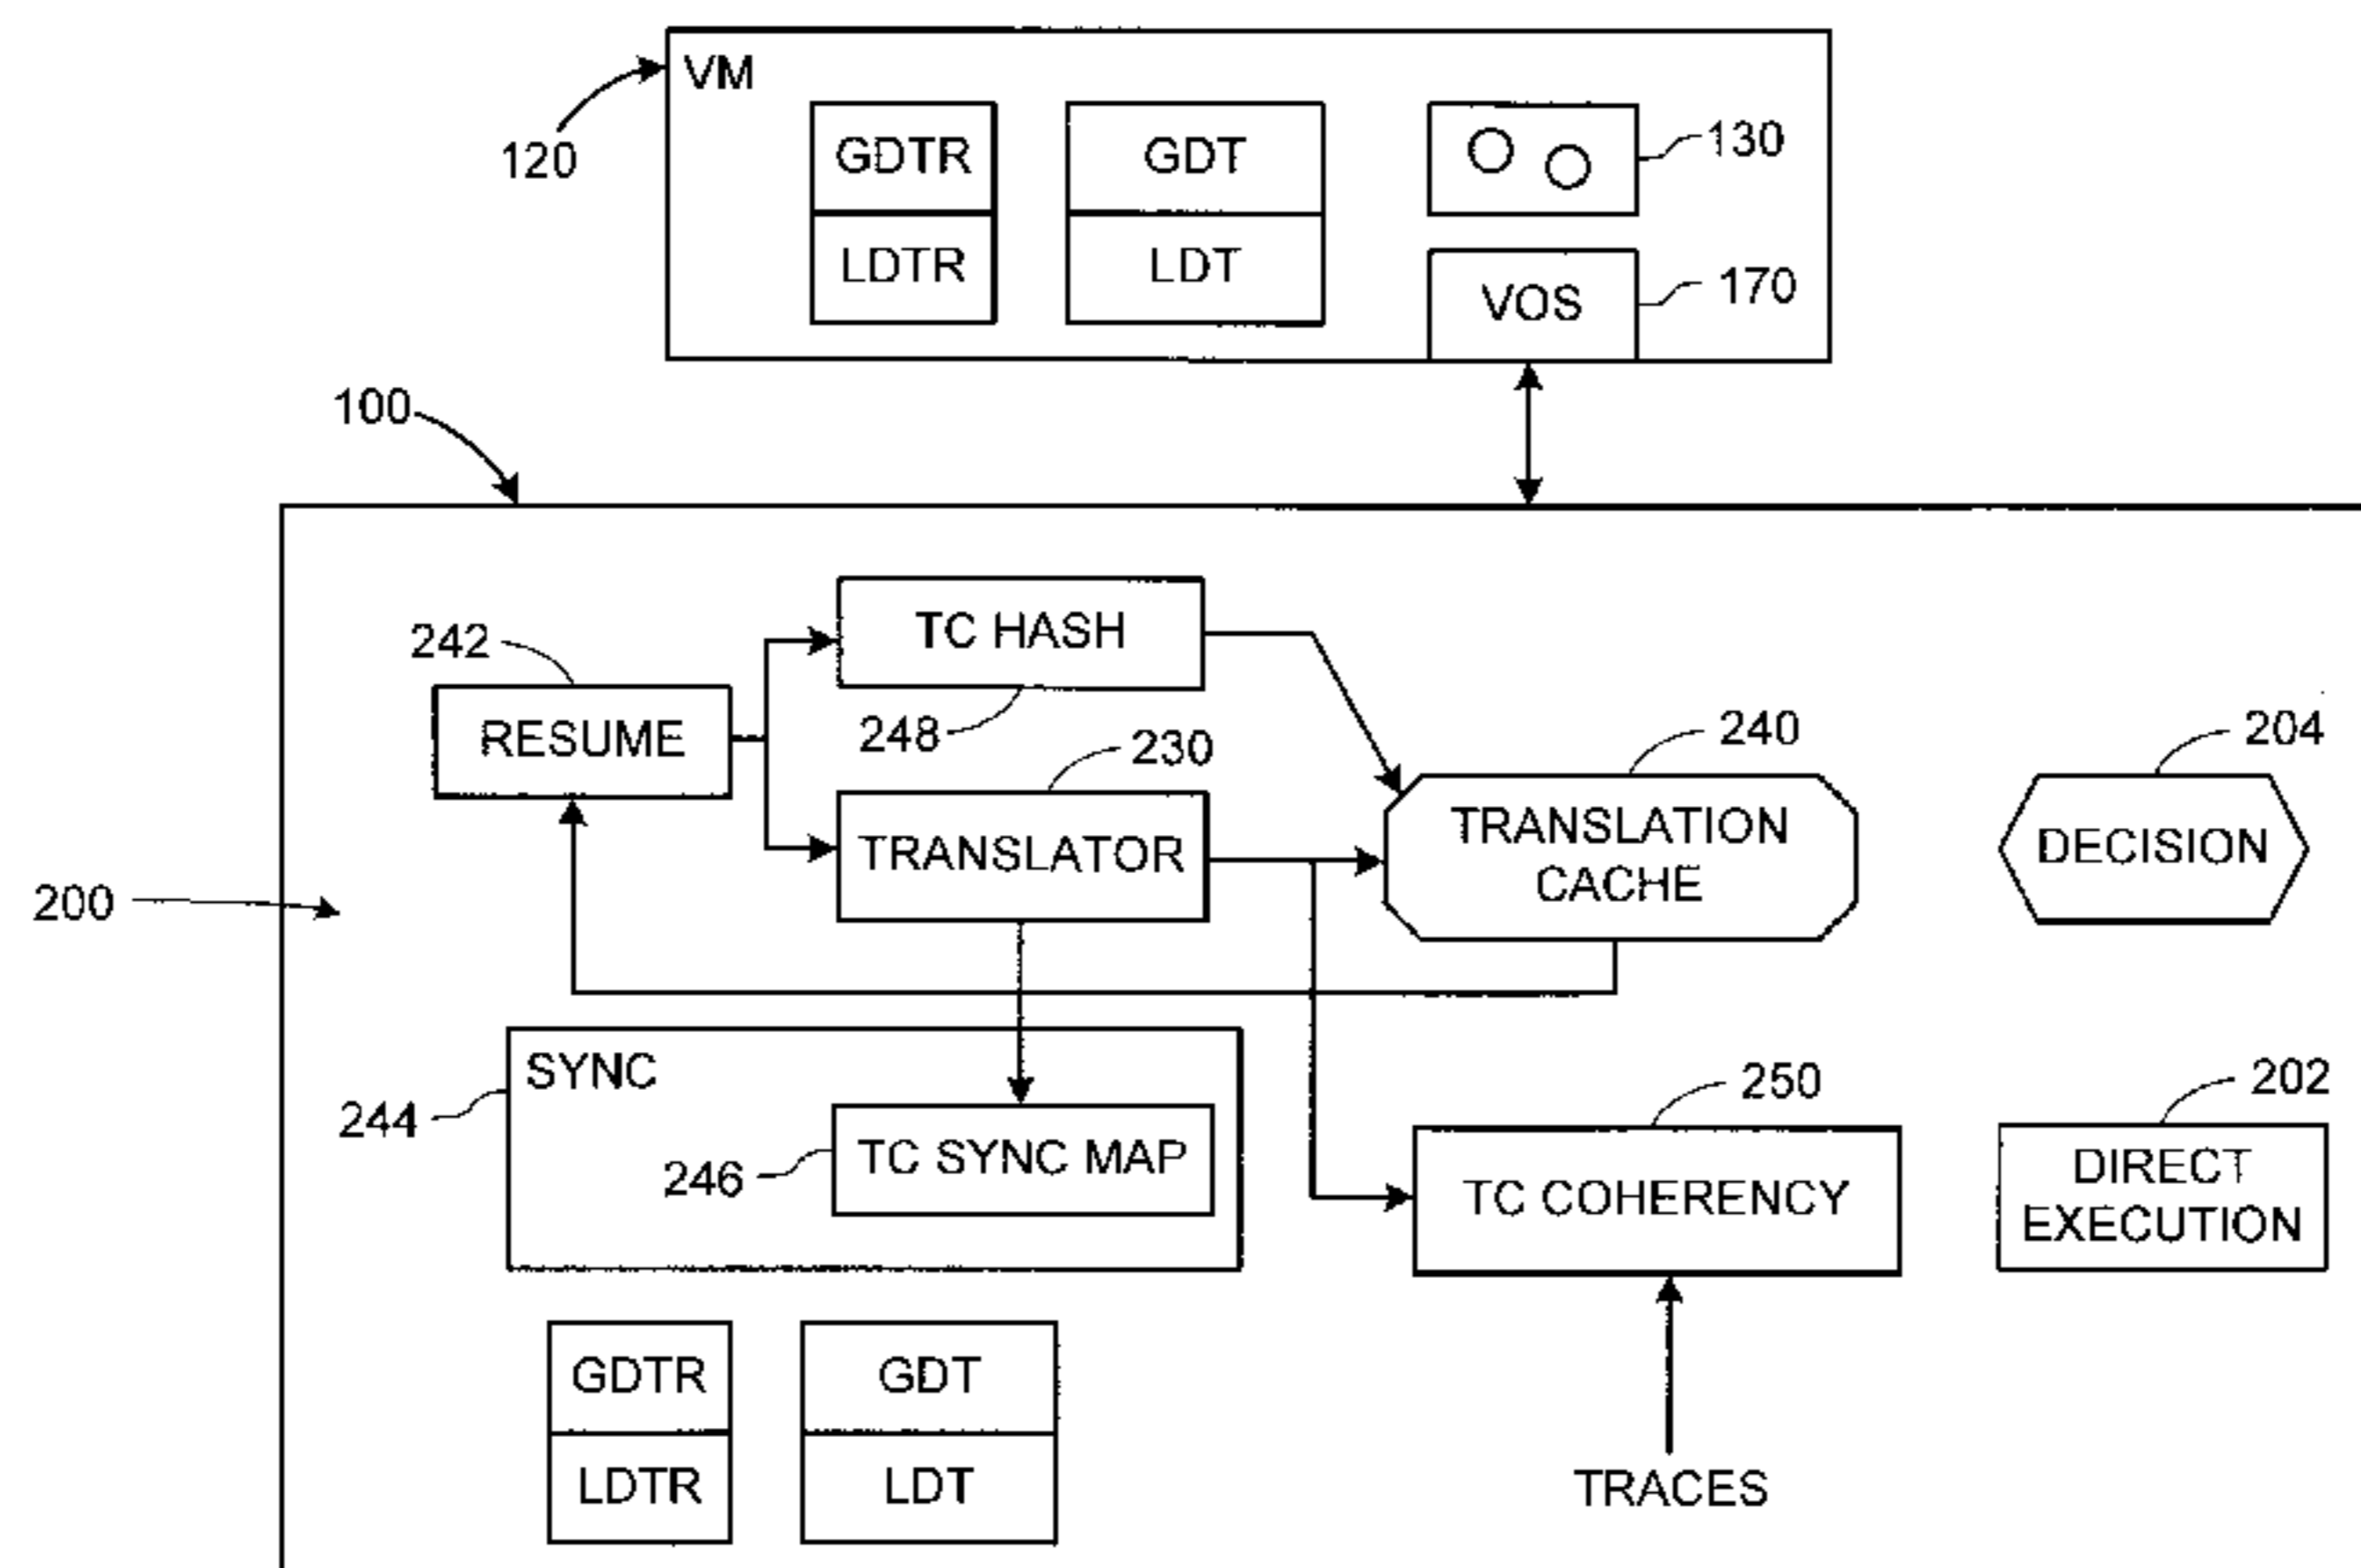 VM
GDTR
GDT
130
120
LDTR
LDT
VOS
170
100
TC HASH
242
RESUME
248
230
240
204
TRANSLATOR
TRANSLATION
CACHE
DECISION
200
SYNC
244
TC SYNC MAP
246
250
TC COHERENCY
202
DIRECT
EXECUTION
GDTR
GDT
LDTR
LDT
TRACES